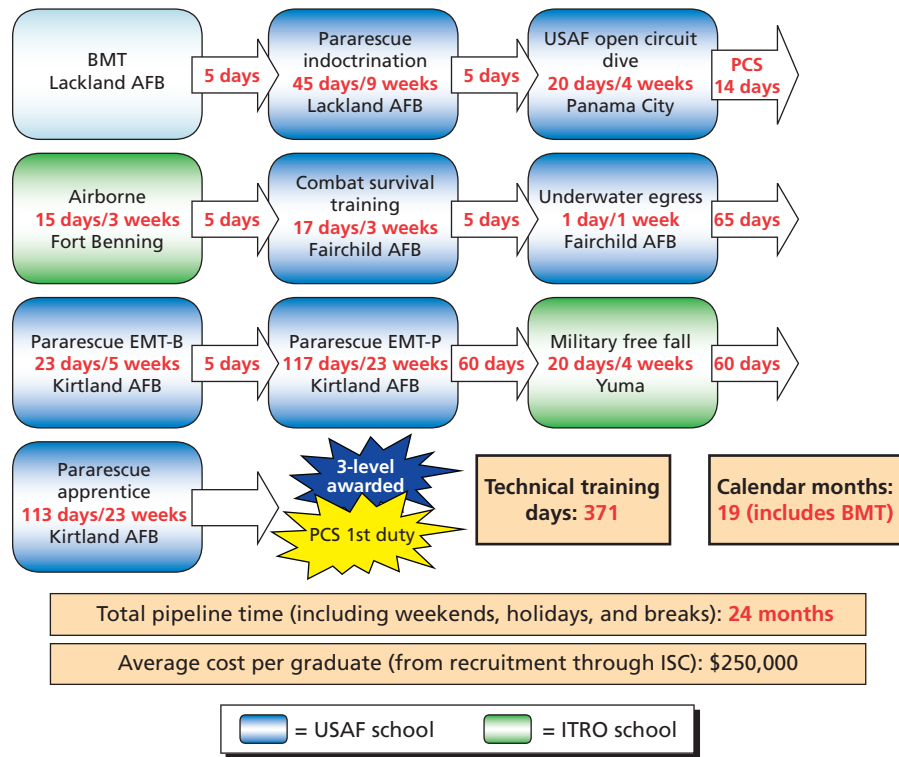 BMT
Lackland AFB
5 days
Pararescue
indoctrination
45 days/9 weeks
Lackland AFB
5 days
USAF open circuit
dive
20 days/4 weeks
Panama City
PCS
14 days
Airborne
15 days/3 weeks
Fort Benning
5 days
Combat survival
training
17 days/3 weeks
Fairchild AFB
5 days
Underwater egress
1 day/1 week
Fairchild AFB
65 days
Pararescue EMT-B
23 days/5 weeks
Kirtland AFB
5 days
Pararescue EMT-P
117 days/23 weeks
Kirtland AFB
60 days
Military free fall
20 days/4 weeks
Yuma
60 days
Pararescue
apprentice
113 days/23 weeks
Kirtland AFB
3-level
awarded
PCS 1st duty
Technical training
days: 371
Calendar months:
19 (includes BMT)
Total pipeline time (including weekends, holidays, and breaks): 24 months
Average cost per graduate (from recruitment through ISC): $250,000
= USAF school
= ITRO school